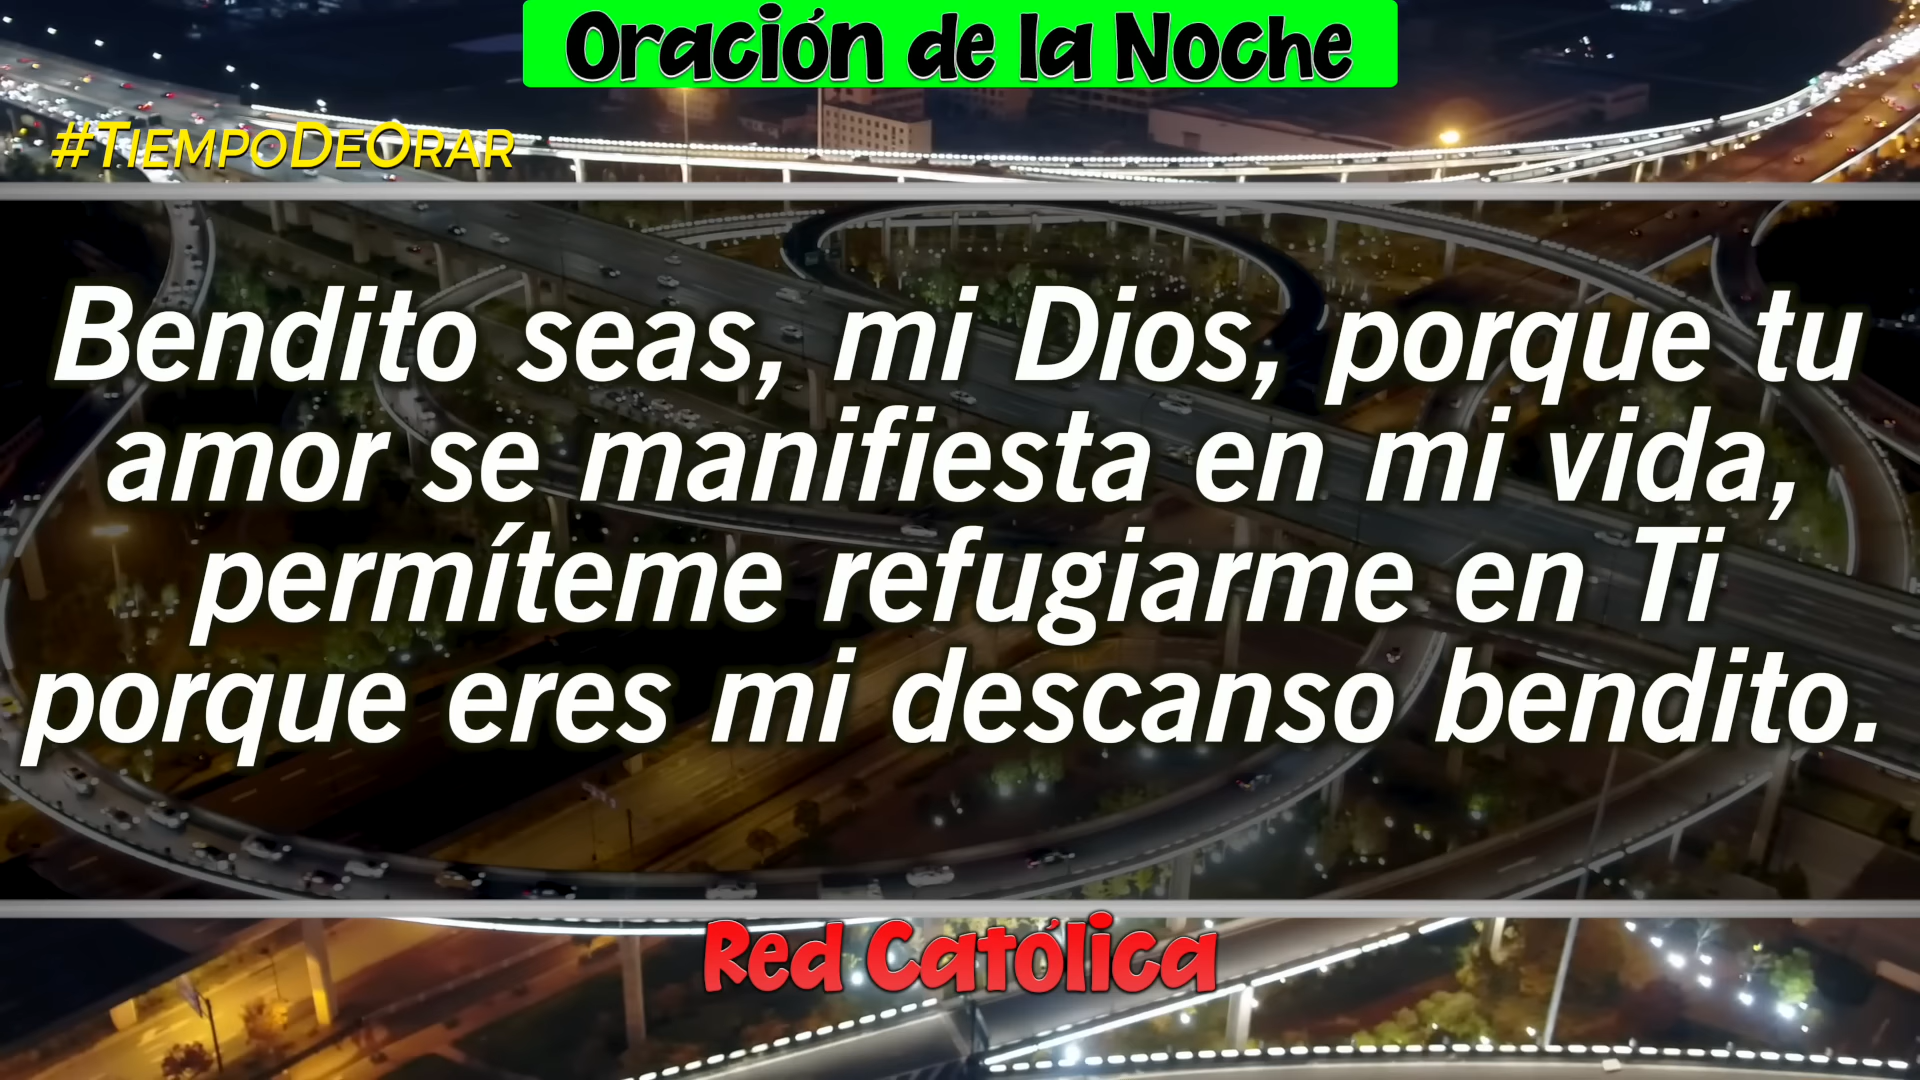 Oración de la Noche
#TiempoDeOrar
Bendito seas, mi Dios, porque tu
amor se manifiesta en mi vida,
permíteme refugiarme en Ti
porque eres mi descanso bendito.
Red Católica